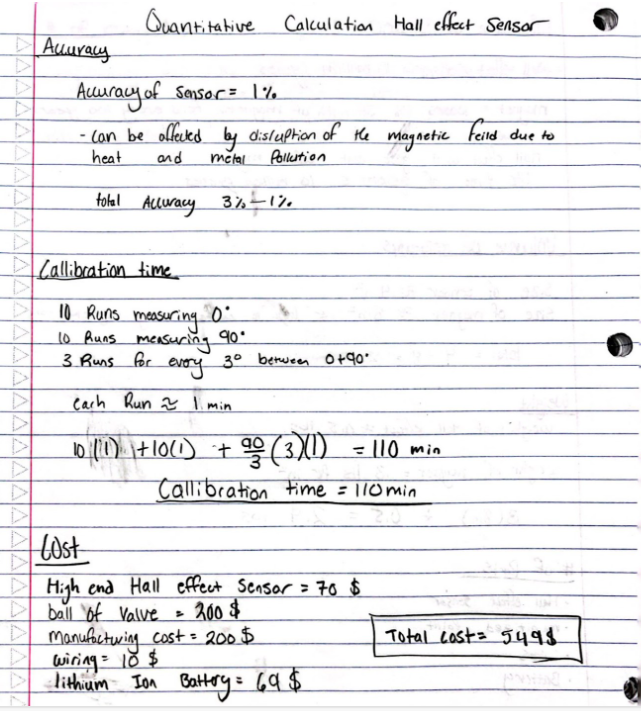 Quantitative Calculation Hall effect Sensor
Accuracy
Accuracy of Sensor = 1%
- Can be affected by disluption of the magnetic feild due to
heat and metal Pollution
total Accuracy 3% - 1%
Callibration time
10 Runs measuring 0°
10 Runs measuring 90°
3 Runs for every 3° between 0+90°
Each Run ≈ 1 min
10(1) + 10(1) + 90/3 (3)(1) = 110 min
Callibration time = 110 min
Cost
High end Hall effect Sensor = 70 $
ball of Valve = 200 $
Manufacturing cost = 200 $
Total cost = 549$
wiring = 10 $
lithium Ion Battery = 69 $